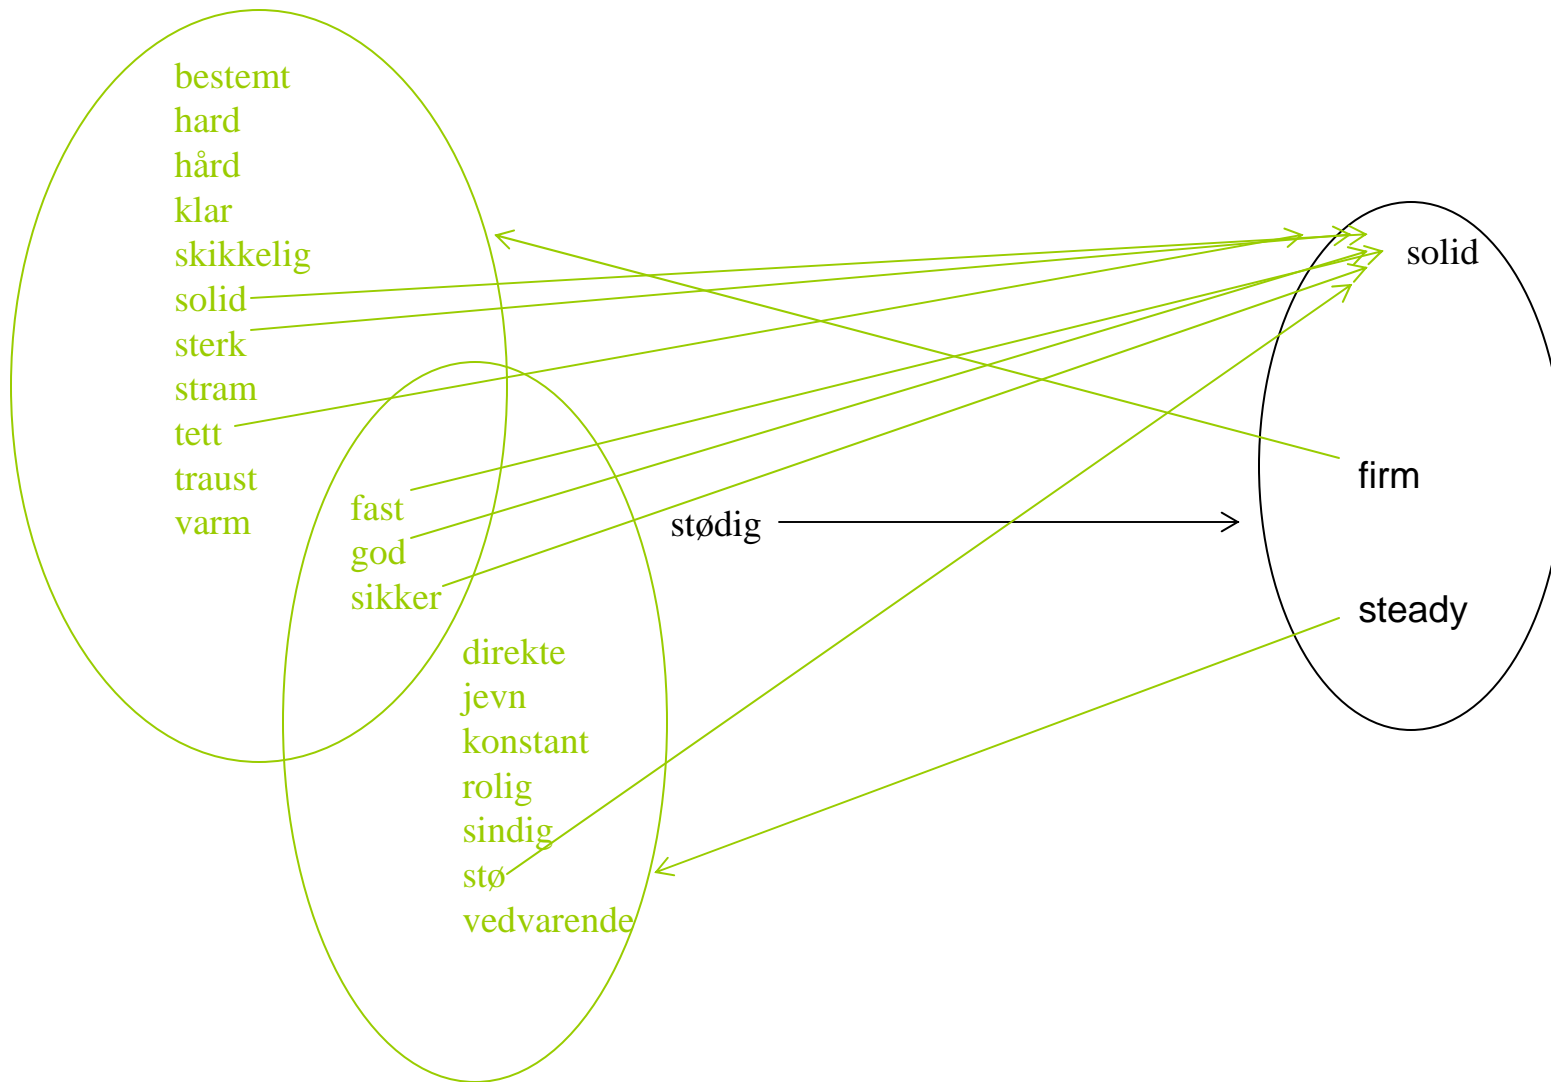 bestemt
hard
hård
klar
skikkelig
solid
sterk
stram
tett
traust
varm
fast
god
sikker
direkte
jevn
konstant
rolig
sindig
stø
vedvarende
stødig
solid
firm
steady